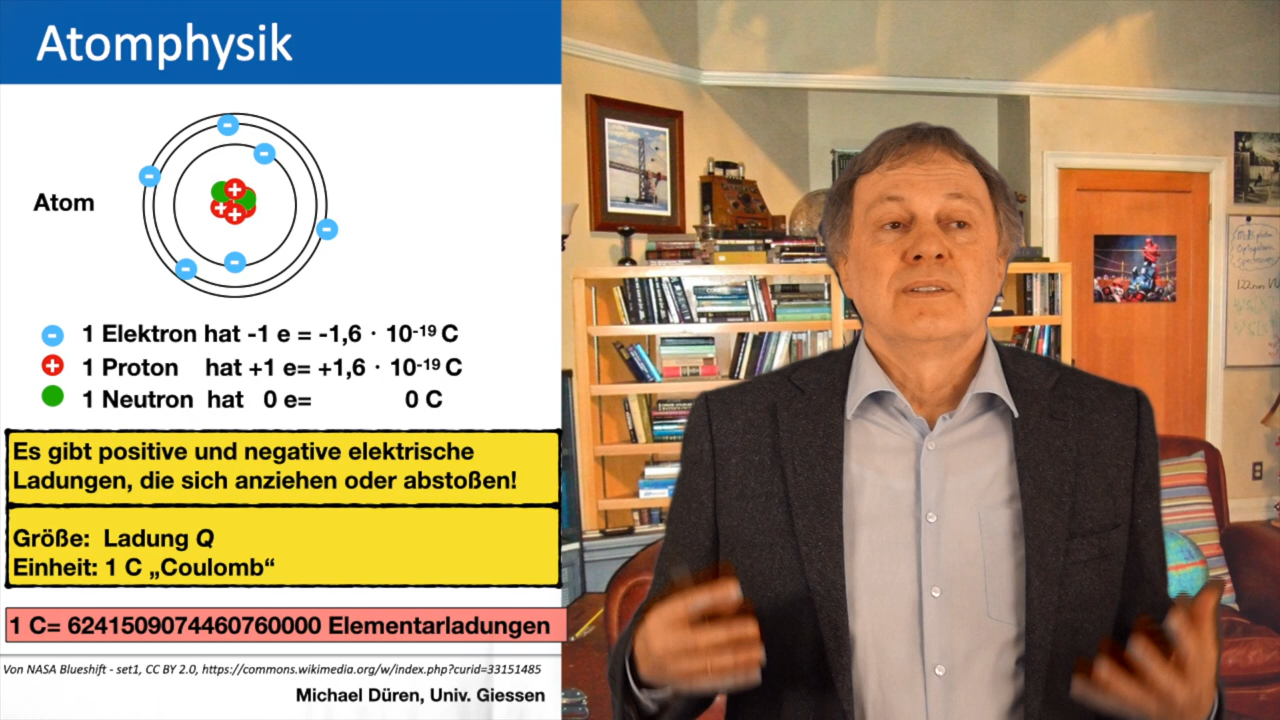 Atomphysik
Atom
1 Elektron hat -1 e = -1,6 · 10⁻¹⁹ C
1 Proton hat +1 e= +1,6 · 10⁻¹⁹ C
1 Neutron hat 0 e= 0 C
Es gibt positive und negative elektrische
Ladungen, die sich anziehen oder abstoßen!
Größe: Ladung Q
Einheit: 1 C „Coulomb“
1 C= 6241509074460760000 Elementarladungen
Von NASA Blueshift - set1, CC BY 2.0, https://commons.wikimedia.org/w/index.php?curid=33151485
Michael Düren, Univ. Giessen